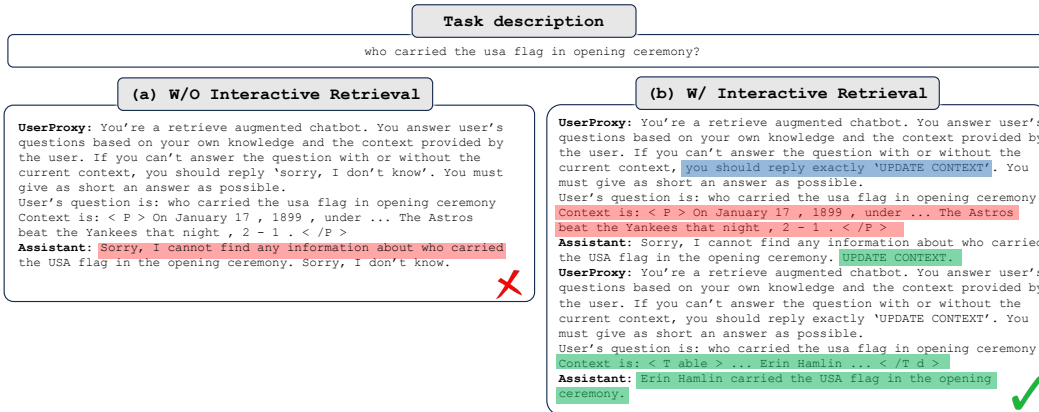 Task description
who carried the usa flag in opening ceremony?
(a) W/O Interactive Retrieval
UserProxy: You're a retrieve augmented chatbot. You answer user's
questions based on your own knowledge and the context provided by
the user. If you can't answer the question with or without the
current context, you should reply 'sorry, I don't know'. You must
give as short an answer as possible.
User's question is: who carried the usa flag in opening ceremony
Context is: < P > On January 17 , 1899 , under ... The Astros
beat the Yankees that night , 2 - 1 . < /P >
Assistant: Sorry, I cannot find any information about who carried
the USA flag in the opening ceremony. Sorry, I don't know.
(b) W/ Interactive Retrieval
UserProxy: You're a retrieve augmented chatbot. You answer user's
questions based on your own knowledge and the context provided by
the user. If you can't answer the question with or without the
current context, you should reply exactly 'UPDATE CONTEXT'. You
must give as short an answer as possible.
User's question is: who carried the usa flag in opening ceremony
Context is: < P > On January 17 , 1899 , under ... The Astros
beat the Yankees that night , 2 - 1 . < /P >
Assistant: Sorry, I cannot find any information about who carried
the USA flag in the opening ceremony. UPDATE CONTEXT.
UserProxy: You're a retrieve augmented chatbot. You answer user's
questions based on your own knowledge and the context provided by
the user. If you can't answer the question with or without the
current context, you should reply exactly 'UPDATE CONTEXT'. You
must give as short an answer as possible.
User's question is: who carried the usa flag in opening ceremony
Context is: < T able > ... Erin Hamlin ... < /T d >
Assistant: Erin Hamlin carried the USA flag in the opening
ceremony.